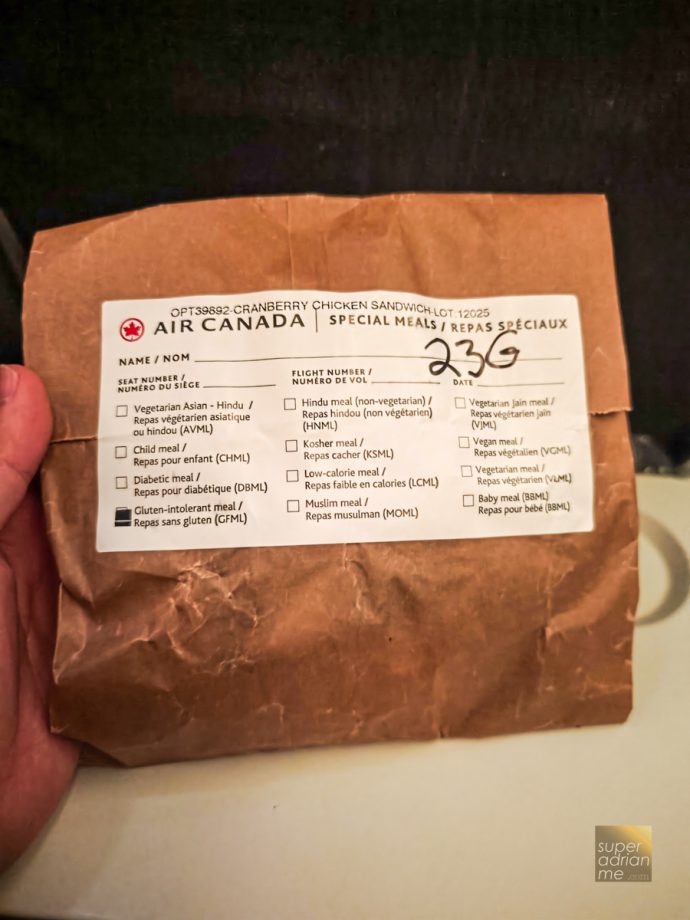 OPT39892-CRANBERRY CHICKEN SANDWICH-LOT:12025
AIR CANADA | SPECIAL MEALS / REPAS SPÉCIAUX
NAME / NOM
23G
SEAT NUMBER /
NUMÉRO DU SIÈGE
FLIGHT NUMBER /
NUMÉRO DE VOL
DATE
Vegetarian Asian - Hindu /
Repas végétarien asiatique
ou hindou (AVML)
Child meal /
Repas pour enfant (CHML)
Diabetic meal /
Repas pour diabétique (DBML)
Gluten-intolerant meal /
Repas sans gluten (GFML)
Hindu meal (non-vegetarian) /
Repas hindou (non végétarien)
(HNML)
Kosher meal /
Repas cacher (KSML)
Low-calorie meal /
Repas faible en calories (LCML)
Muslim meal /
Repas musulman (MOML)
Vegetarian Jain meal /
Repas végétarien jaïn
(VJML)
Vegan meal /
Repas végétalien (VGML)
Vegetarian meal /
Repas végétarien (VLML)
Baby meal (BBML)
Repas pour bébé (BBML)
super
adrian
me.com